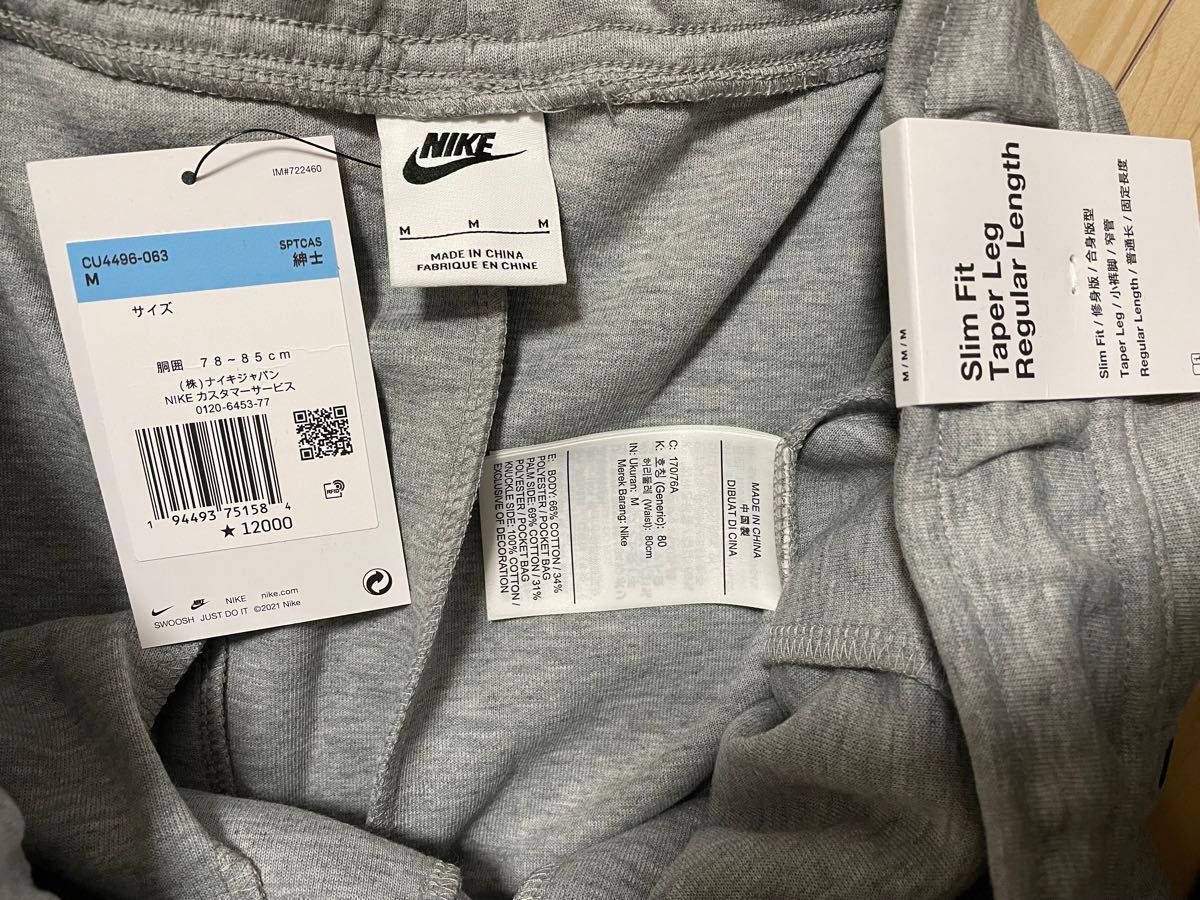 IM#722460
CU4496-063
SPTCAS
M
紳士
サイズ
胴囲 78~85cm
(株)ナイキジャパン
NIKE カスタマーサービス
0120-6453-77
RFID
1 94493 75158 4
★ 12000
NIKE nike.com
SWOOSH JUST DO IT ©2021 Nike
NIKE
M M M
MADE IN CHINA
FABRIQUE EN CHINE
MADE IN CHINA
中国製
DIBUAT DI CINA
C: 170/76A
K: 호칭 (Generic): 80
허리둘레 (Waist): 80cm
IN: Ukuran: M
Merek Barang: Nike
E: BODY: 66% COTTON / 34%
POLYESTER / POCKET BAG
PALM SIDE: 69% COTTON / 31%
POLYESTER / POCKET BAG
KNUCKLE SIDE: 100% COTTON /
EXCLUSIVE OF DECORATION
M / M / M
Slim Fit
Taper Leg
Regular Length
Slim Fit / 修身版 / 合身版型
Taper Leg / 小裤脚 / 窄管
Regular Length / 普通长 / 固定長度